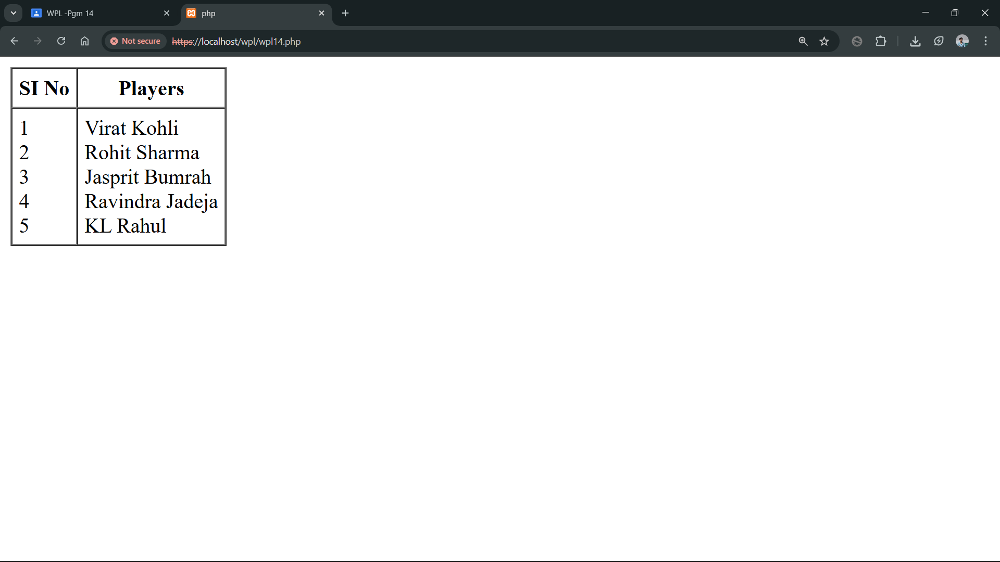 WPL -Pgm 14
php
Not secure https://localhost/wpl/wpl14.php
SI No Players
1 Virat Kohli
2 Rohit Sharma
3 Jasprit Bumrah
4 Ravindra Jadeja
5 KL Rahul